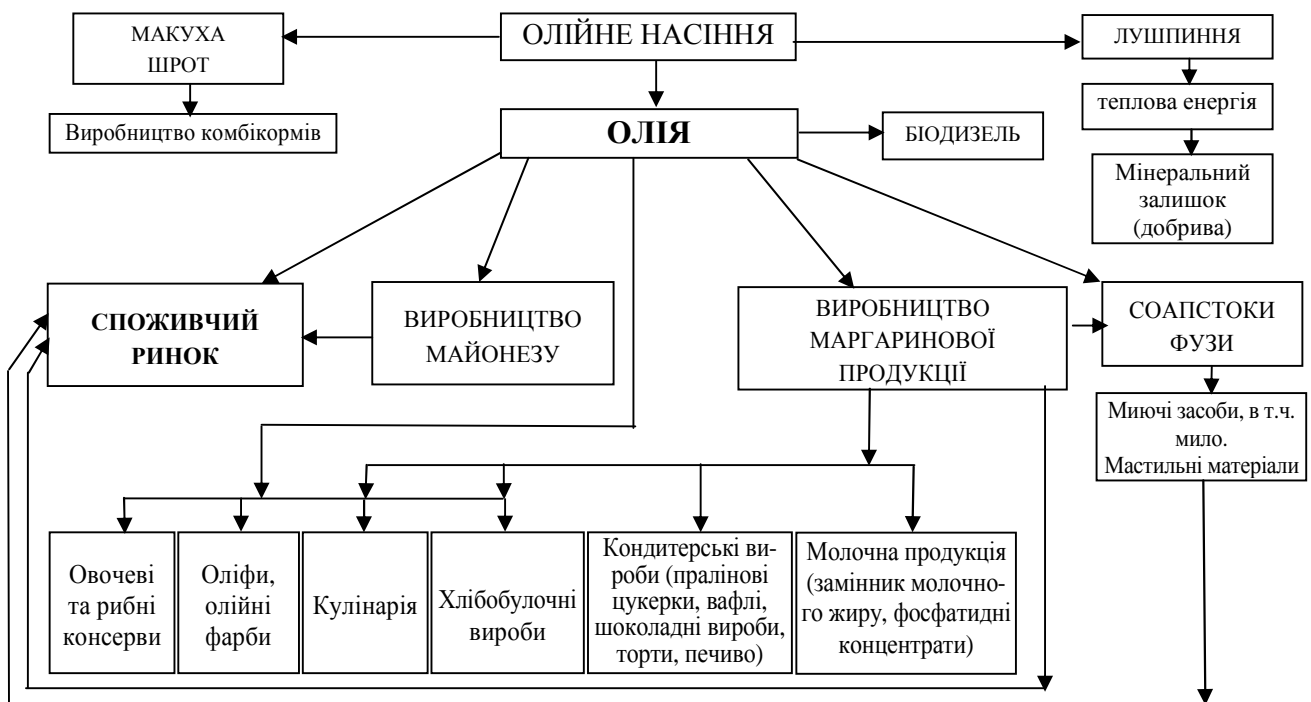 МАКУХА
ШРОТ
ОЛІЙНЕ НАСІННЯ
ЛУШПИННЯ
Виробництво комбікормів
теплова енергія
ОЛІЯ
БІОДИЗЕЛЬ
Мінеральний
залишок
(добрива)
СПОЖИВЧИЙ
РИНОК
ВИРОБНИЦТВО
МАЙОНЕЗУ
ВИРОБНИЦТВО
МАРГАРИНОВОЇ
ПРОДУКЦІЇ
СОАПСТОКИ
ФУЗИ
Миючі засоби, в т.ч.
мило.
Мастильні матеріали
Овочеві
та рибні
консерви
Оліфи,
олійні
фарби
Кулінарія
Хлібобулочні
вироби
Кондитерські ви-
роби (пралінові
цукерки, вафлі,
шоколадні вироби,
торти, печиво)
Молочна продукція
(замінник молочно-
го жиру, фосфатидні
концентрати)